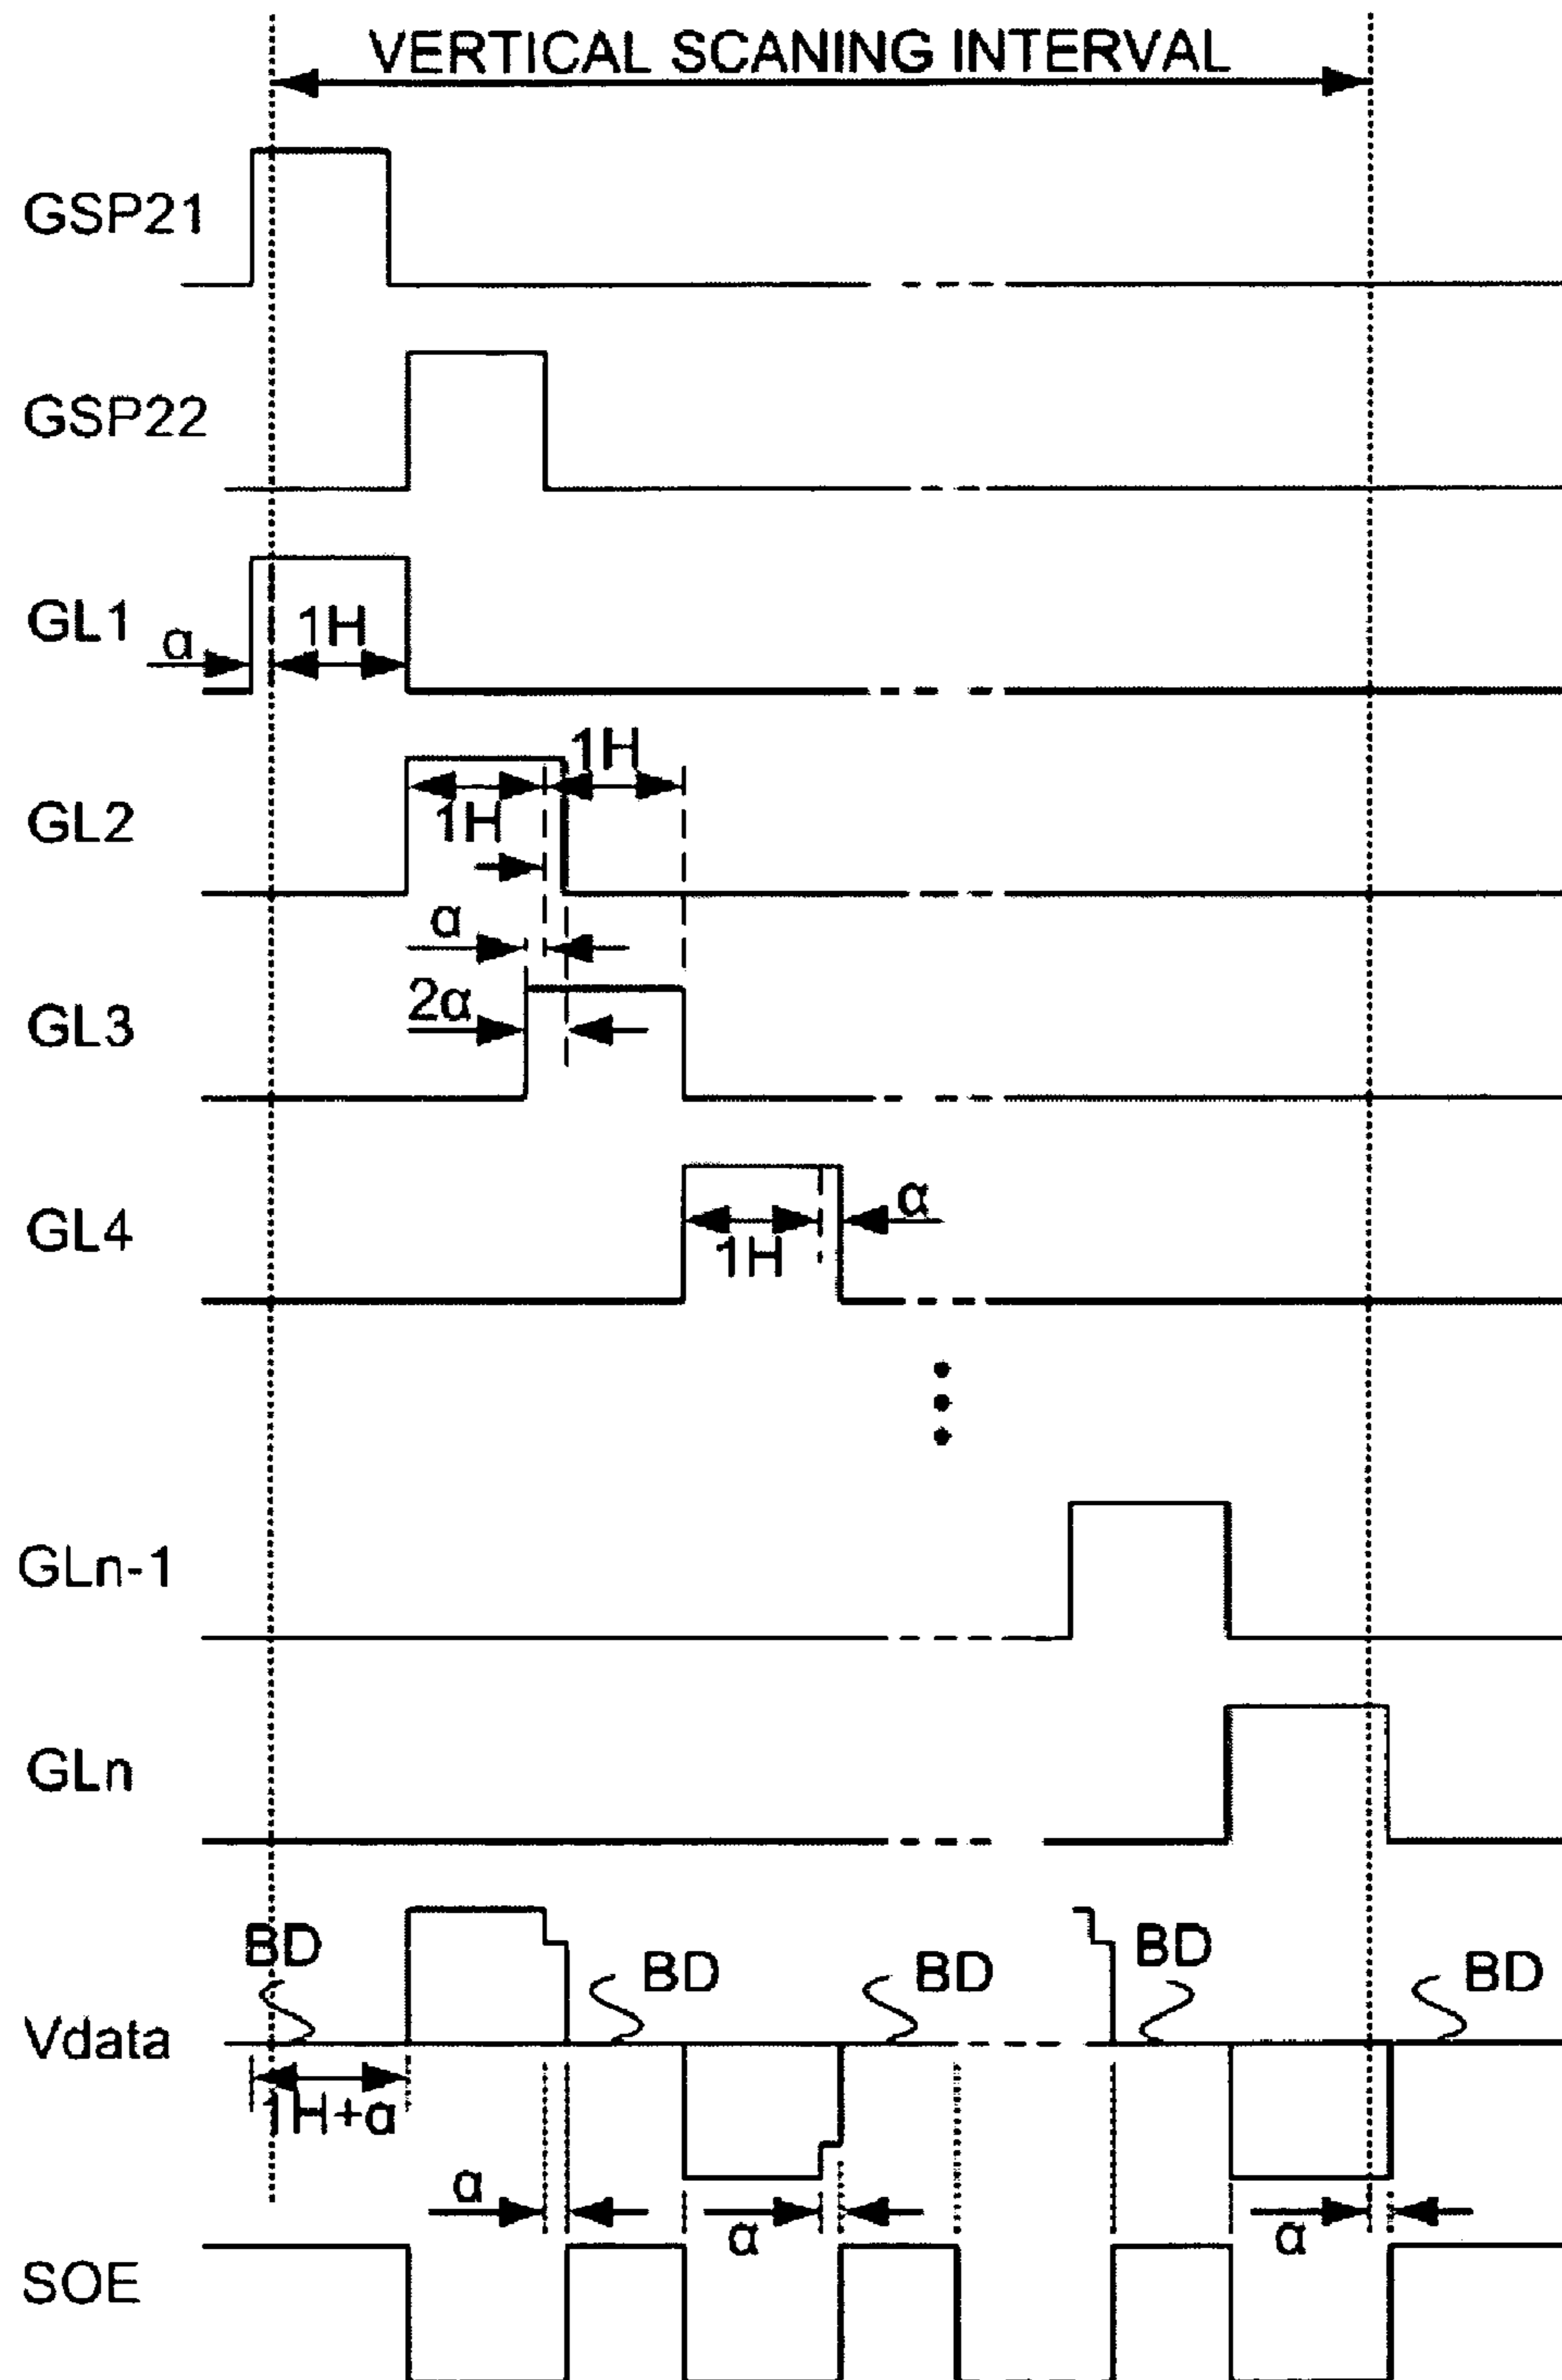 VERTICAL SCANING INTERVAL
GSP21
GSP22
GL1
α
1H
GL2
1H
1H
α
GL3
2α
GL4
1H
α
GLn-1
GLn
Vdata
BD
BD
BD
BD
BD
1H+α
α
α
α
SOE